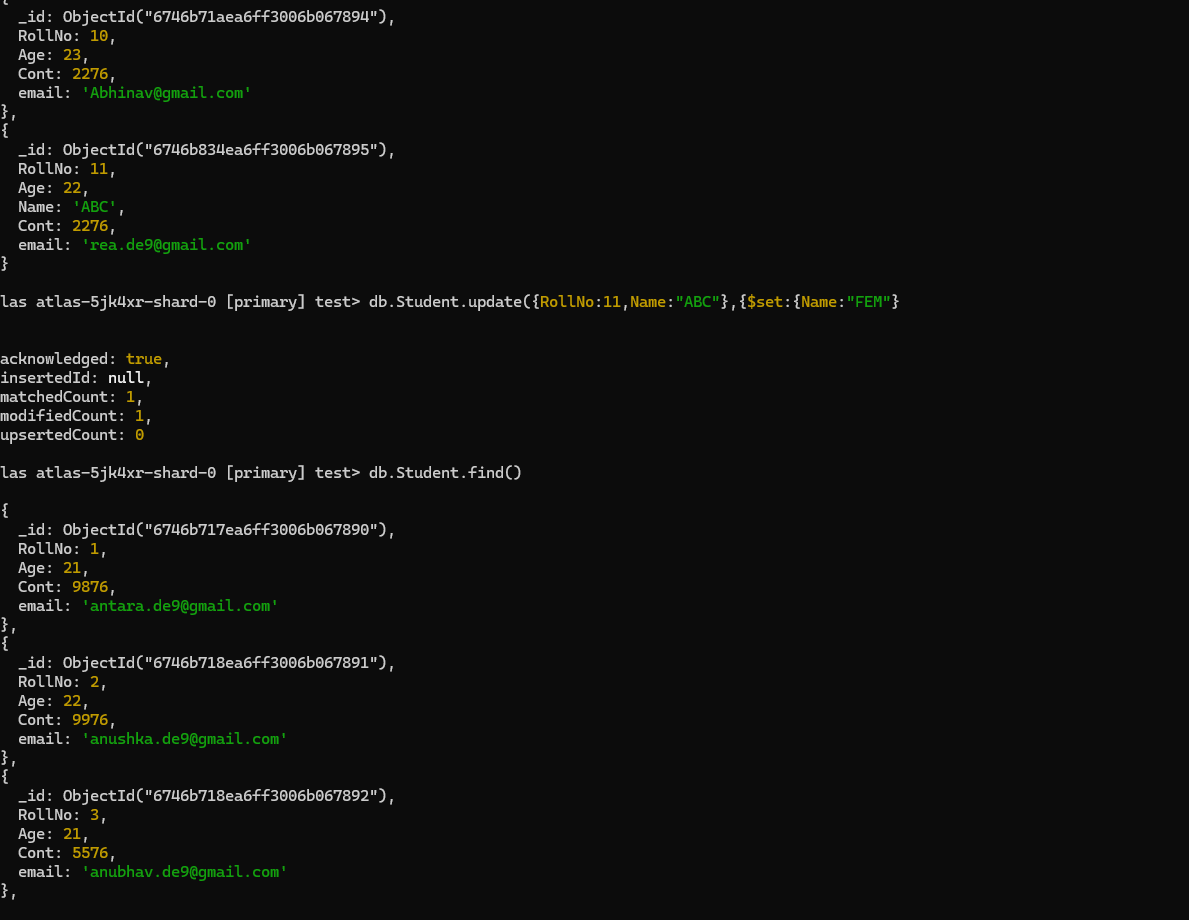 {
  _id: ObjectId("6746b71aea6ff3006b067894"),
  RollNo: 10,
  Age: 23,
  Cont: 2276,
  email: 'Abhinav@gmail.com'
},
{
  _id: ObjectId("6746b834ea6ff3006b067895"),
  RollNo: 11,
  Age: 22,
  Name: 'ABC',
  Cont: 2276,
  email: 'rea.de9@gmail.com'
}
las atlas-5jk4xr-shard-0 [primary] test> db.Student.update({RollNo:11,Name:"ABC"},{$set:{Name:"FEM"}
acknowledged: true,
insertedId: null,
matchedCount: 1,
modifiedCount: 1,
upsertedCount: 0
las atlas-5jk4xr-shard-0 [primary] test> db.Student.find()
{
  _id: ObjectId("6746b717ea6ff3006b067890"),
  RollNo: 1,
  Age: 21,
  Cont: 9876,
  email: 'antara.de9@gmail.com'
},
{
  _id: ObjectId("6746b718ea6ff3006b067891"),
  RollNo: 2,
  Age: 22,
  Cont: 9976,
  email: 'anushka.de9@gmail.com'
},
{
  _id: ObjectId("6746b718ea6ff3006b067892"),
  RollNo: 3,
  Age: 21,
  Cont: 5576,
  email: 'anubhav.de9@gmail.com'
},